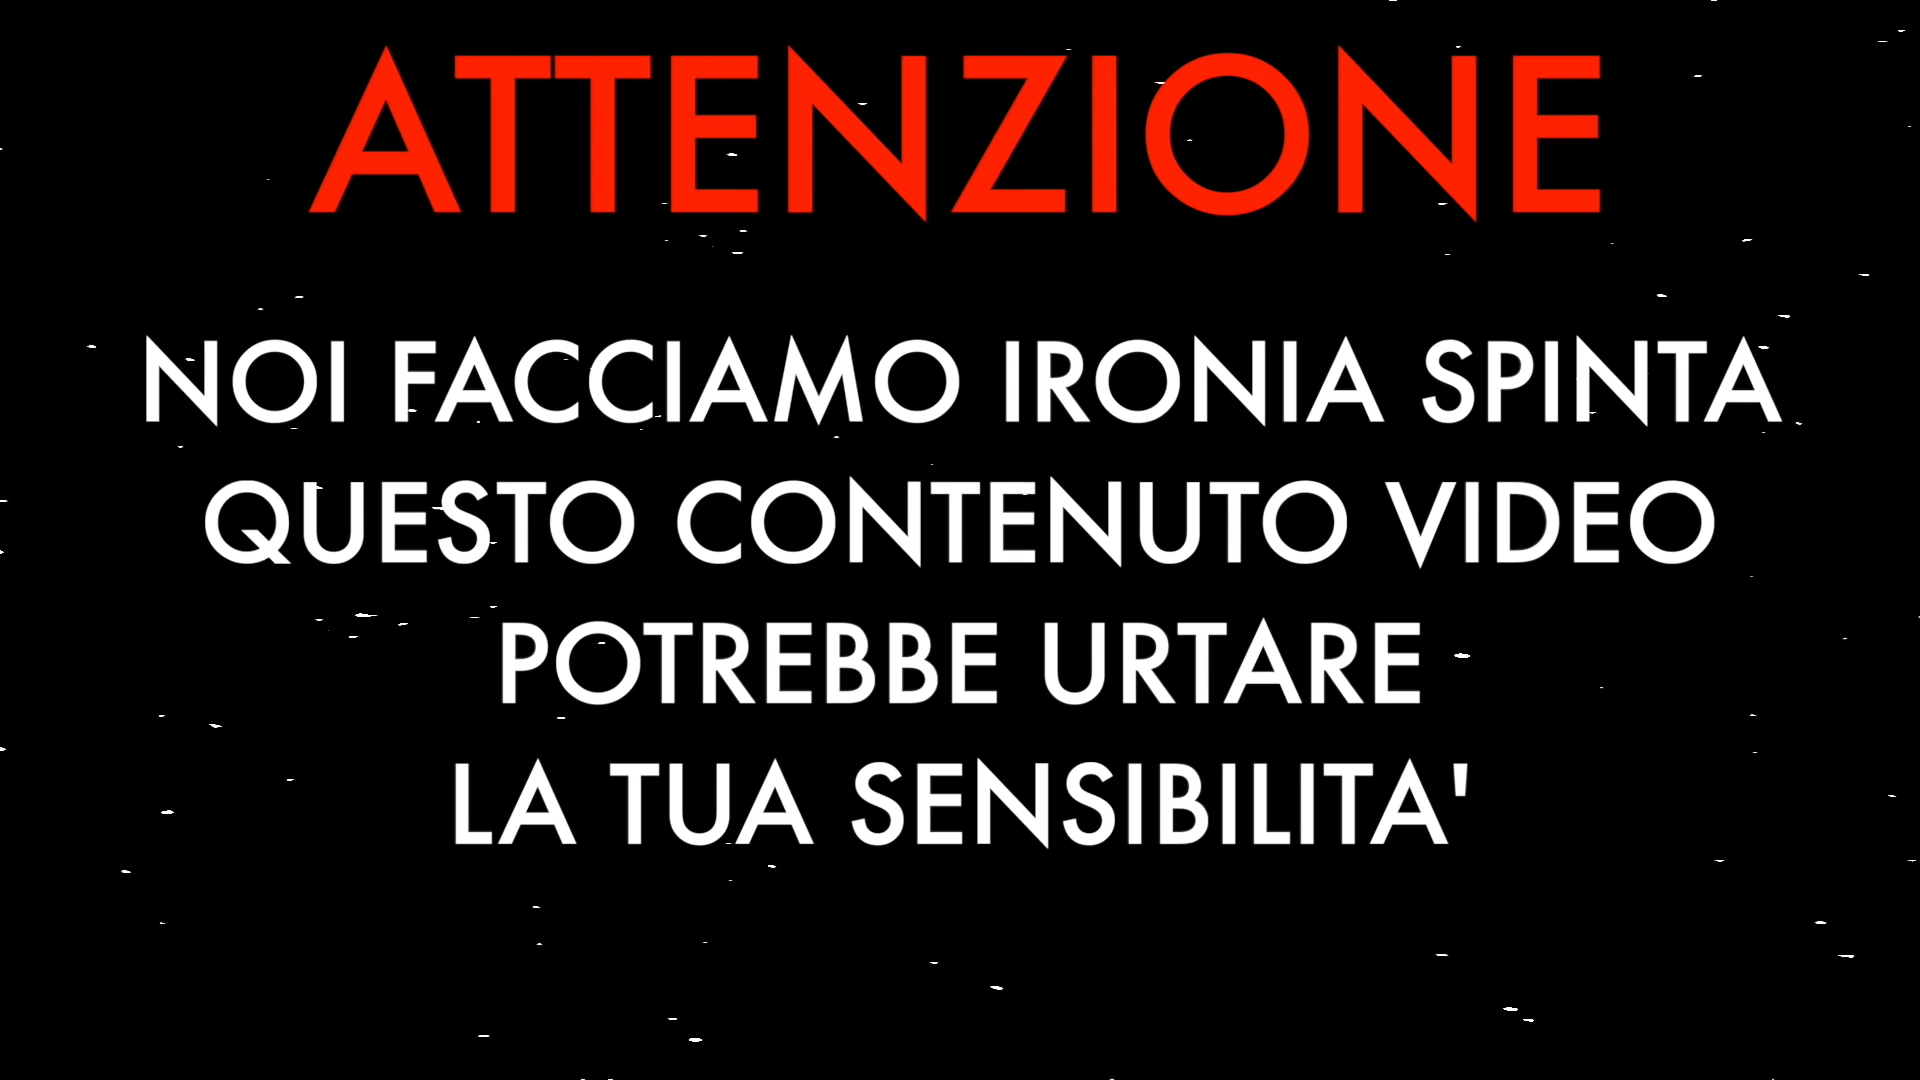 ATTENZIONE
NOI FACCIAMO IRONIA SPINTA
QUESTO CONTENUTO VIDEO
POTREBBE URTARE
LA TUA SENSIBILITA'